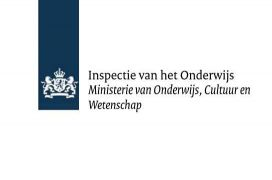 Inspectie van het Onderwijs
Ministerie van Onderwijs, Cultuur en
Wetenschap